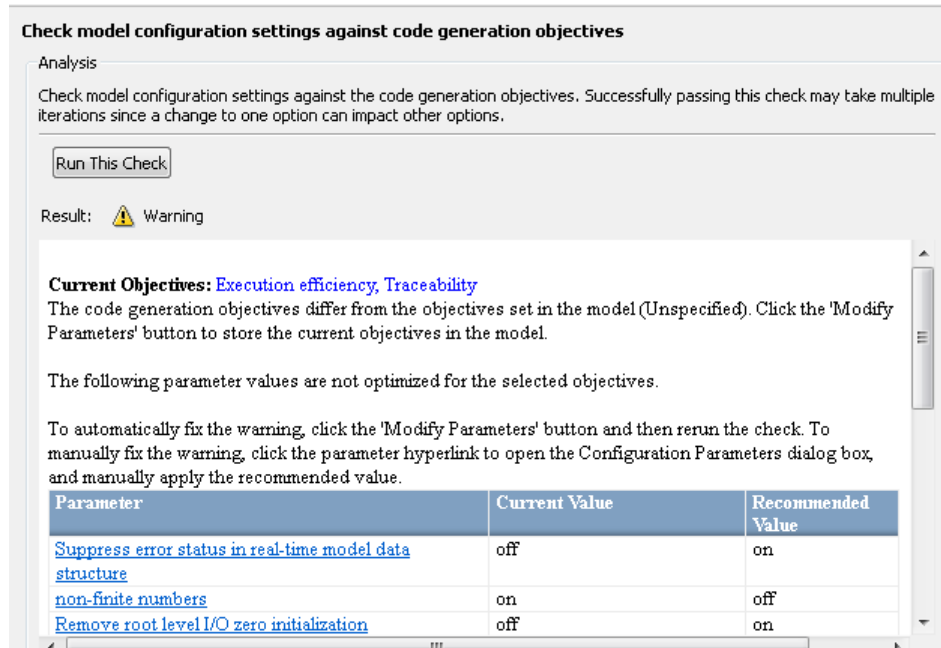 Check model configuration settings against code generation objectives
Analysis
Check model configuration settings against the code generation objectives. Successfully passing this check may take multiple
iterations since a change to one option can impact other options.
Run This Check
Result: Warning
Current Objectives: Execution efficiency, Traceability
The code generation objectives differ from the objectives set in the model (Unspecified). Click the 'Modify
Parameters' button to store the current objectives in the model.
The following parameter values are not optimized for the selected objectives.
To automatically fix the warning, click the 'Modify Parameters' button and then rerun the check. To
manually fix the warning, click the parameter hyperlink to open the Configuration Parameters dialog box,
and manually apply the recommended value.
Parameter Current Value Recommended
Value
Suppress error status in real-time model data off on
structure
non-finite numbers on off
Remove root level I/O zero initialization off on